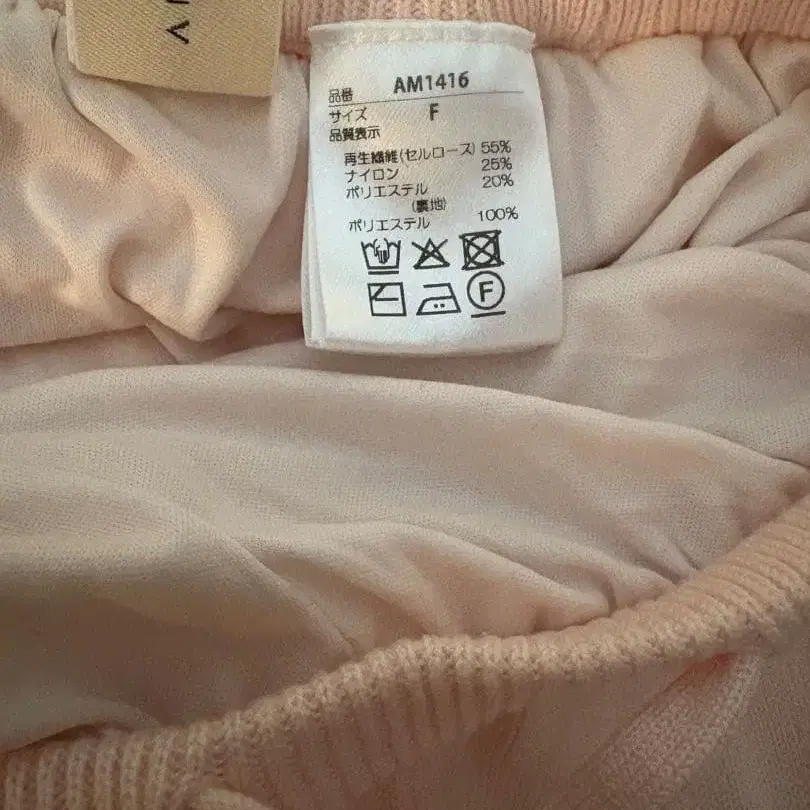 品番 AM1416
サイズ F
品質表示
再生繊維(セルロース) 55%
ナイロン 25%
ポリエステル 20%
(裏地)
ポリエステル 100%
F